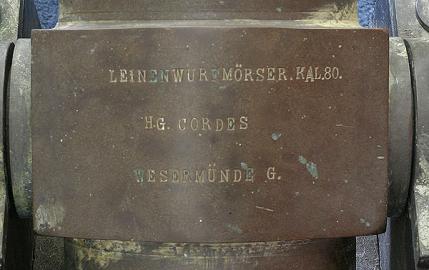 LEINENWURFMÖRSER. KAL.80.
H.G. CORDES
WESERMÜNDE G.